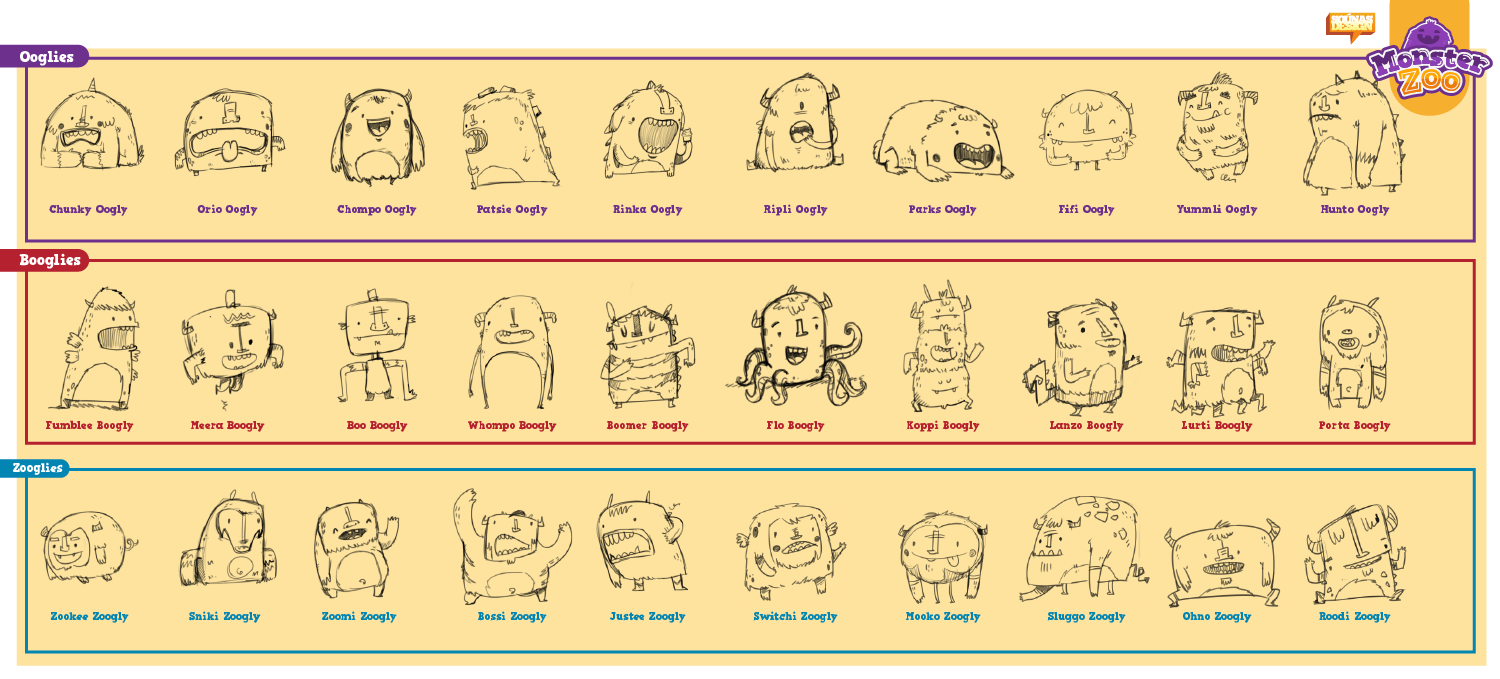 SOUNAS
DESIGN
Monster
Zoo
Ooglies
Chunky Oogly
Orio Oogly
Chompo Oogly
Patsie Oogly
Rinka Oogly
Ripli Oogly
Parks Oogly
Fifi Oogly
Yummli Oogly
Hunto Oogly
Booglies
Fumblee Boogly
Meera Boogly
Boo Boogly
Whompo Boogly
Boomer Boogly
Flo Boogly
Koppi Boogly
Lanzo Boogly
Lurti Boogly
Porta Boogly
Zooglies
Zookee Zoogly
Sniki Zoogly
Zoomi Zoogly
Bossi Zoogly
Justee Zoogly
Switchi Zoogly
Mooko Zoogly
Sluggo Zoogly
Ohno Zoogly
Roodi Zoogly